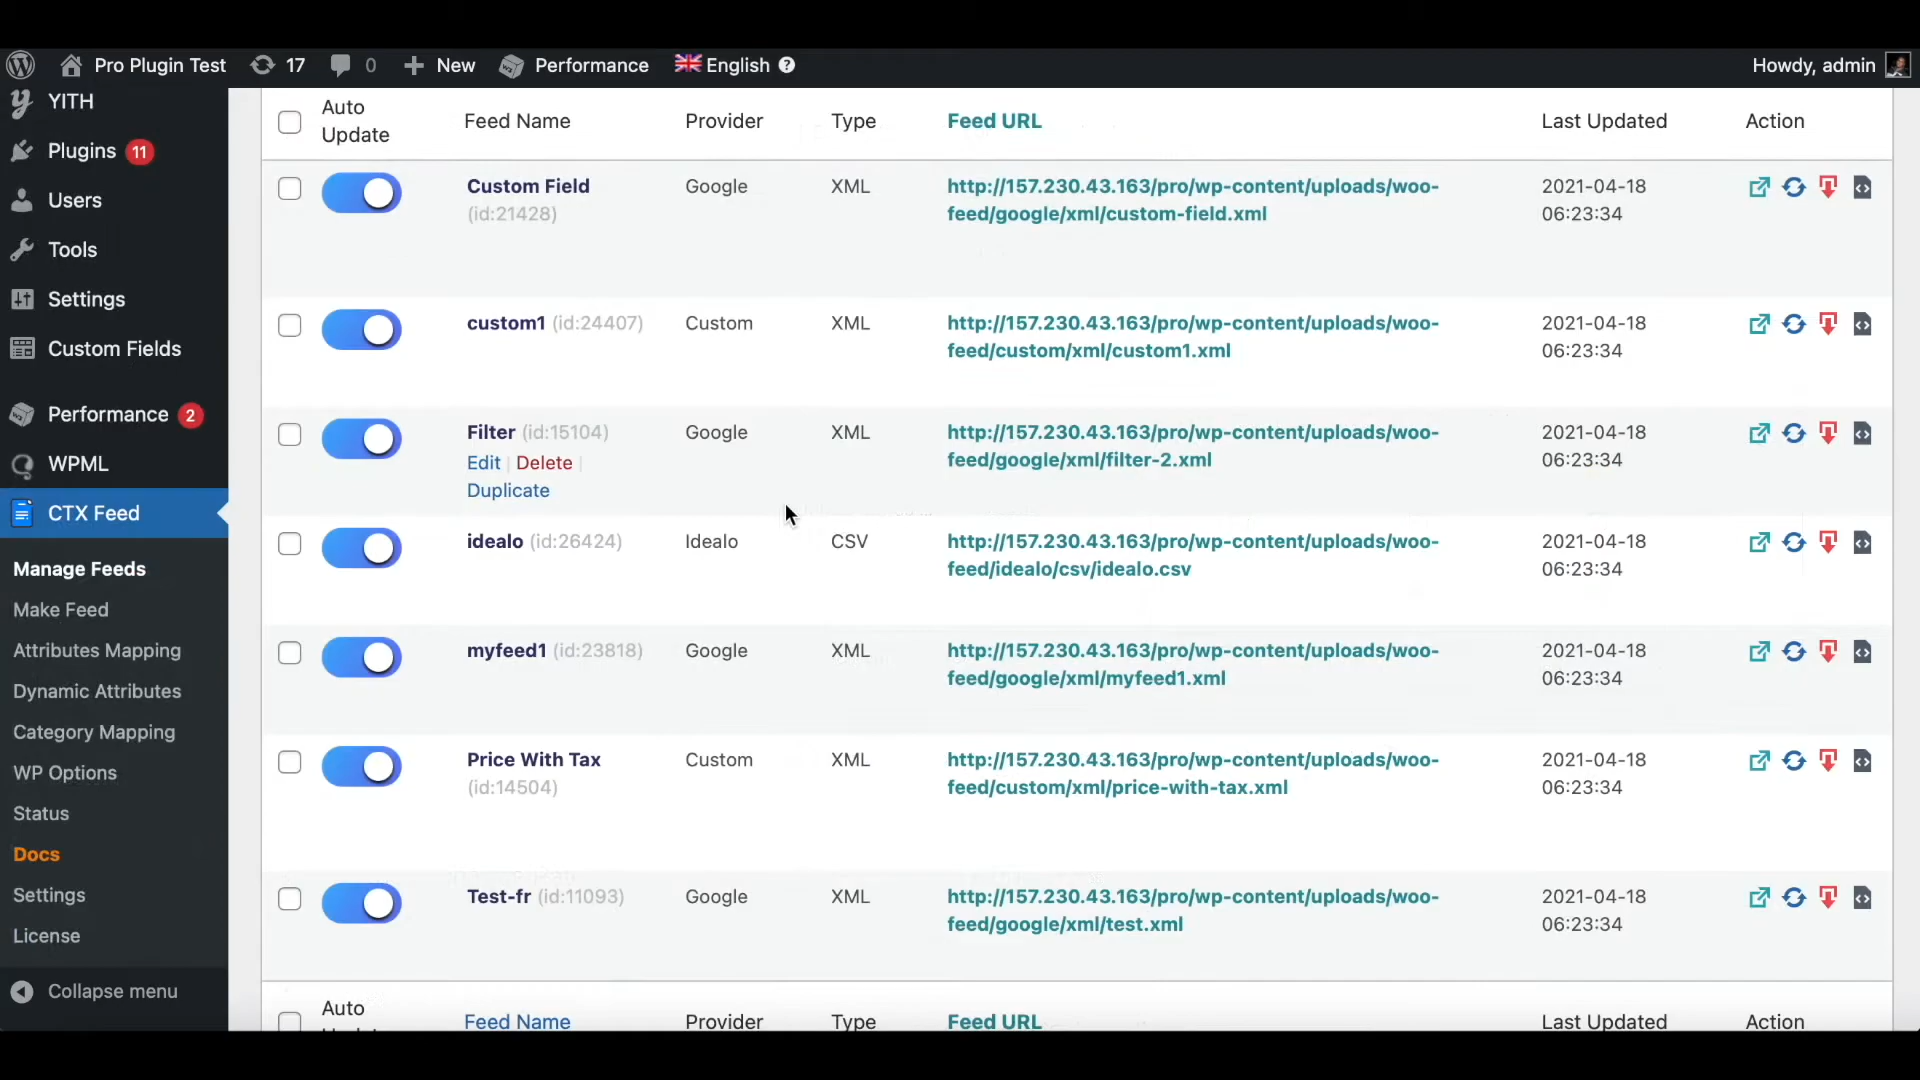 Pro Plugin Test 17 0 New Performance English ? Howdy, admin
YITH
Plugins 11
Users
Tools
Settings
Custom Fields
Performance 2
WPML
CTX Feed
Manage Feeds
Make Feed
Attributes Mapping
Dynamic Attributes
Category Mapping
WP Options
Status
Docs
Settings
License
Collapse menu
Auto Update Feed Name Provider Type Feed URL Last Updated Action
Custom Field Google XML http://157.230.43.163/pro/wp-content/uploads/woo- 2021-04-18
(id:21428) feed/google/xml/custom-field.xml 06:23:34
custom1 (id:24407) Custom XML http://157.230.43.163/pro/wp-content/uploads/woo- 2021-04-18
feed/custom/xml/custom1.xml 06:23:34
Filter (id:15104) Google XML http://157.230.43.163/pro/wp-content/uploads/woo- 2021-04-18
Edit | Delete | feed/google/xml/filter-2.xml 06:23:34
Duplicate
idealo (id:26424) Idealo CSV http://157.230.43.163/pro/wp-content/uploads/woo- 2021-04-18
feed/idealo/csv/idealo.csv 06:23:34
myfeed1 (id:23818) Google XML http://157.230.43.163/pro/wp-content/uploads/woo- 2021-04-18
feed/google/xml/myfeed1.xml 06:23:34
Price With Tax Custom XML http://157.230.43.163/pro/wp-content/uploads/woo- 2021-04-18
(id:14504) feed/custom/xml/price-with-tax.xml 06:23:34
Test-fr (id:11093) Google XML http://157.230.43.163/pro/wp-content/uploads/woo- 2021-04-18
feed/google/xml/test.xml 06:23:34
Auto Feed Name Provider Type Feed URL Last Updated Action